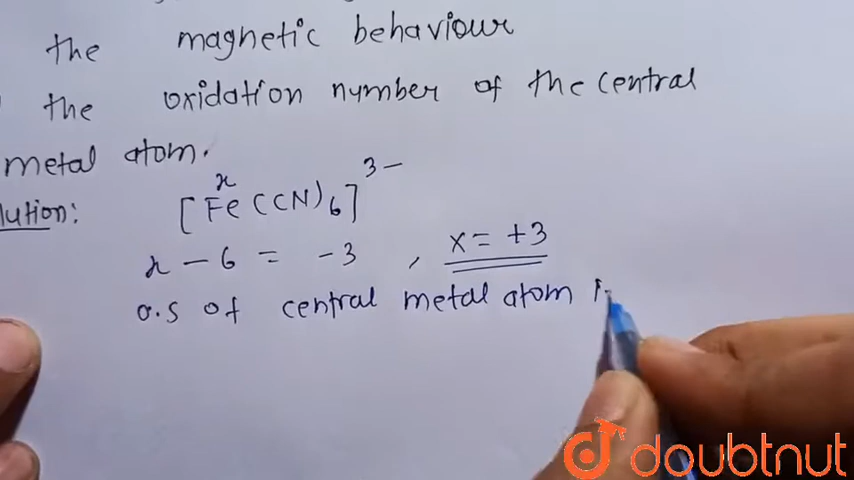 the magnetic behaviour
the oxidation number of the central
metal atom.
lution:
[Fe(CN)6]3-
x
x - 6 = -3 , x = +3
o.s of central metal atom
doubtnut